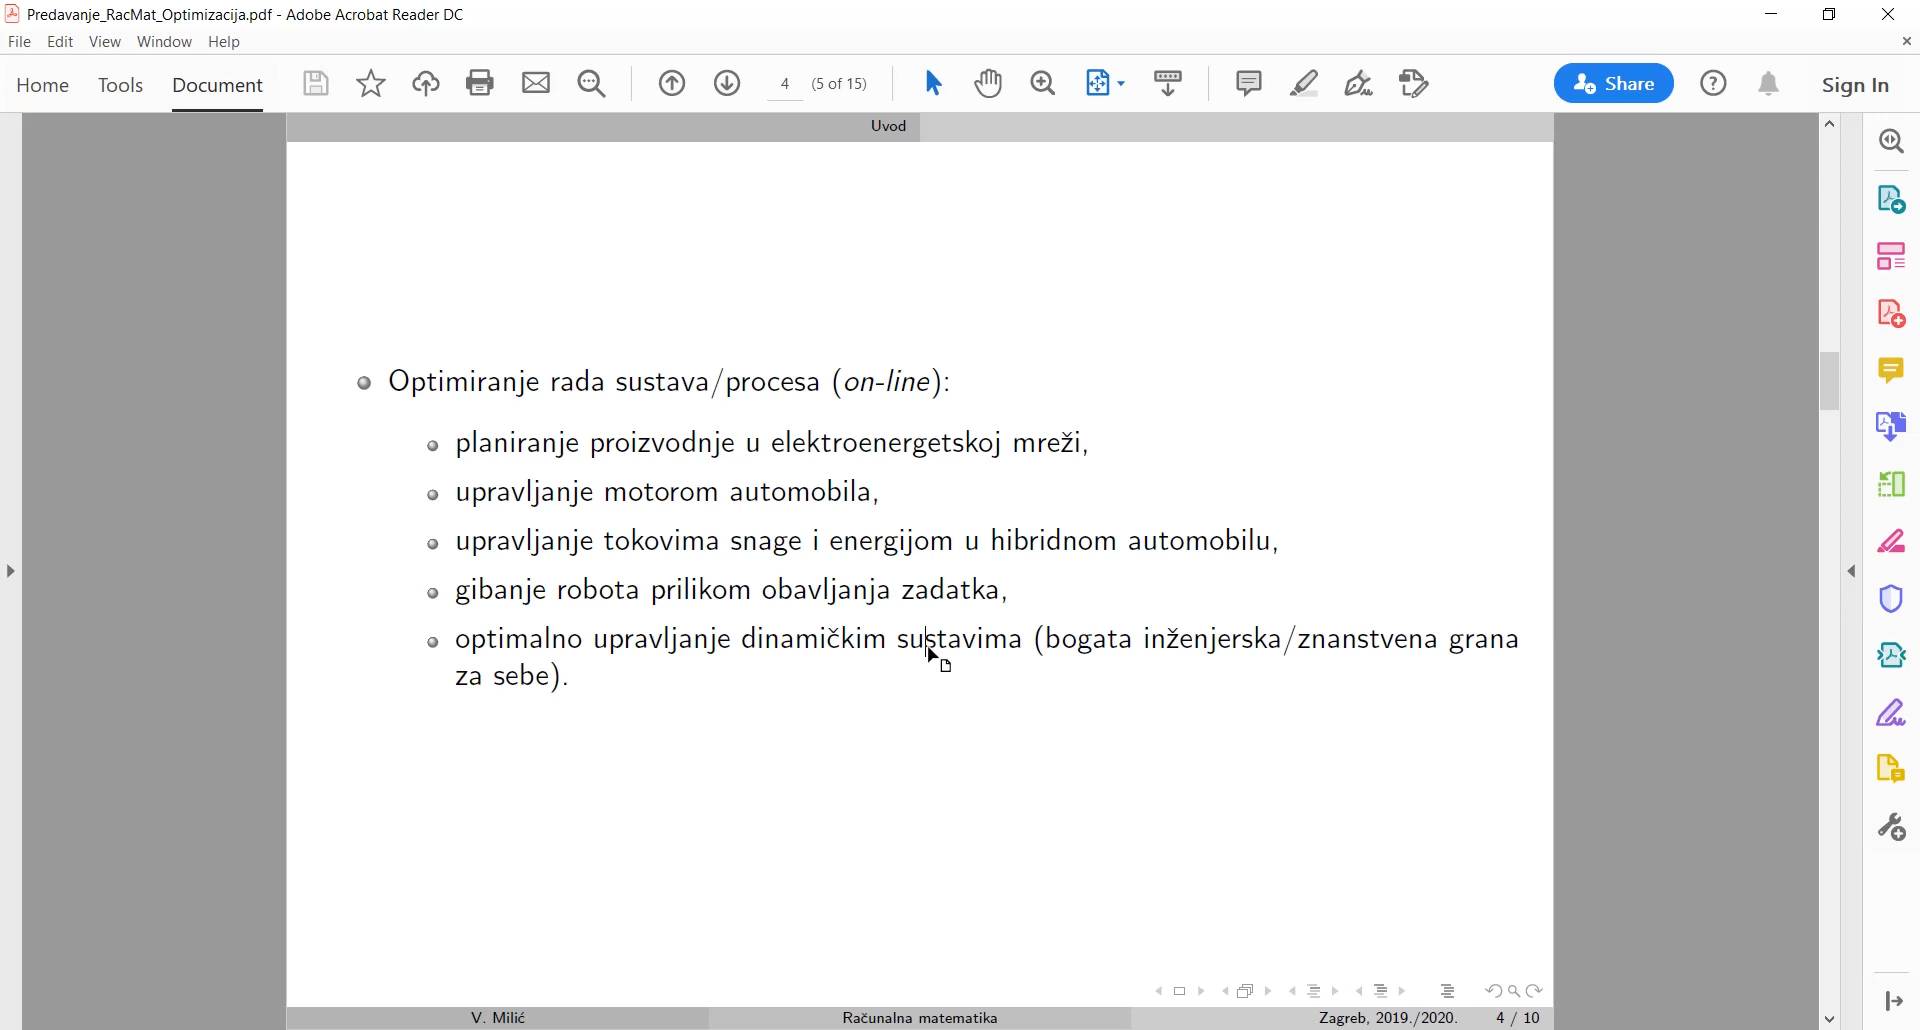 Predavanje_RacMat_Optimizacija.pdf - Adobe Acrobat Reader DC
File Edit View Window Help
Home Tools Document 4 (5 of 15) Share Sign In
Uvod
Optimiranje rada sustava/procesa (on-line):
planiranje proizvodnje u elektroenergetskoj mreži,
upravljanje motorom automobila,
upravljanje tokovima snage i energijom u hibridnom automobilu,
gibanje robota prilikom obavljanja zadatka,
optimalno upravljanje dinamičkim sustavima (bogata inženjerska/znanstvena grana
za sebe).
V. Milić Računalna matematika Zagreb, 2019./2020. 4 / 10